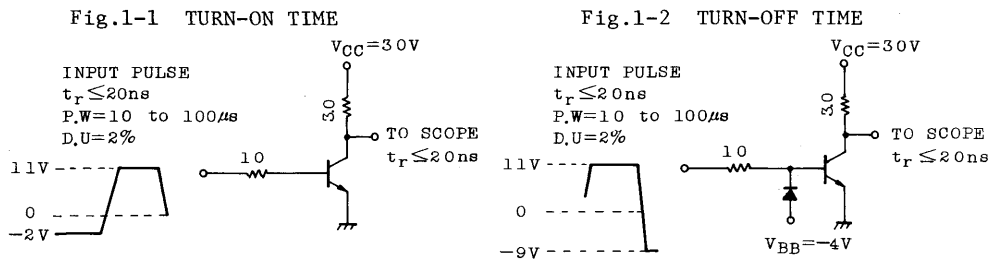 Fig.1-1 TURN-ON TIME
VCC=30V
INPUT PULSE
tr≤20ns
P.W=10 to 100μs
D.U=2%
30
TO SCOPE
tr≤20ns
10
11V
0
-2V
Fig.1-2 TURN-OFF TIME
VCC=30V
INPUT PULSE
tr≤20ns
P.W=10 to 100μs
D.U=2%
30
TO SCOPE
tr≤20ns
10
11V
0
-9V
VBB=-4V